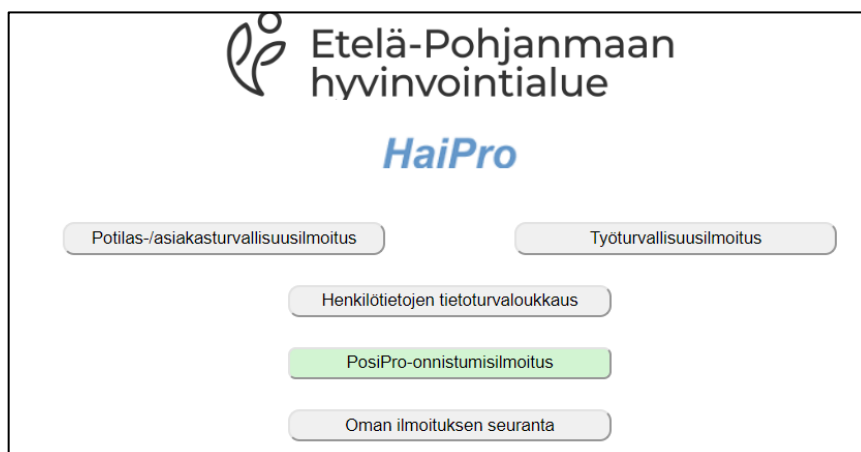 Etelä-Pohjanmaan
hyvinvointialue
HaiPro
Potilas-/asiakasturvallisuusilmoitus
Työturvallisuusilmoitus
Henkilötietojen tietoturvaloukkaus
PosiPro-onnistumisilmoitus
Oman ilmoituksen seuranta